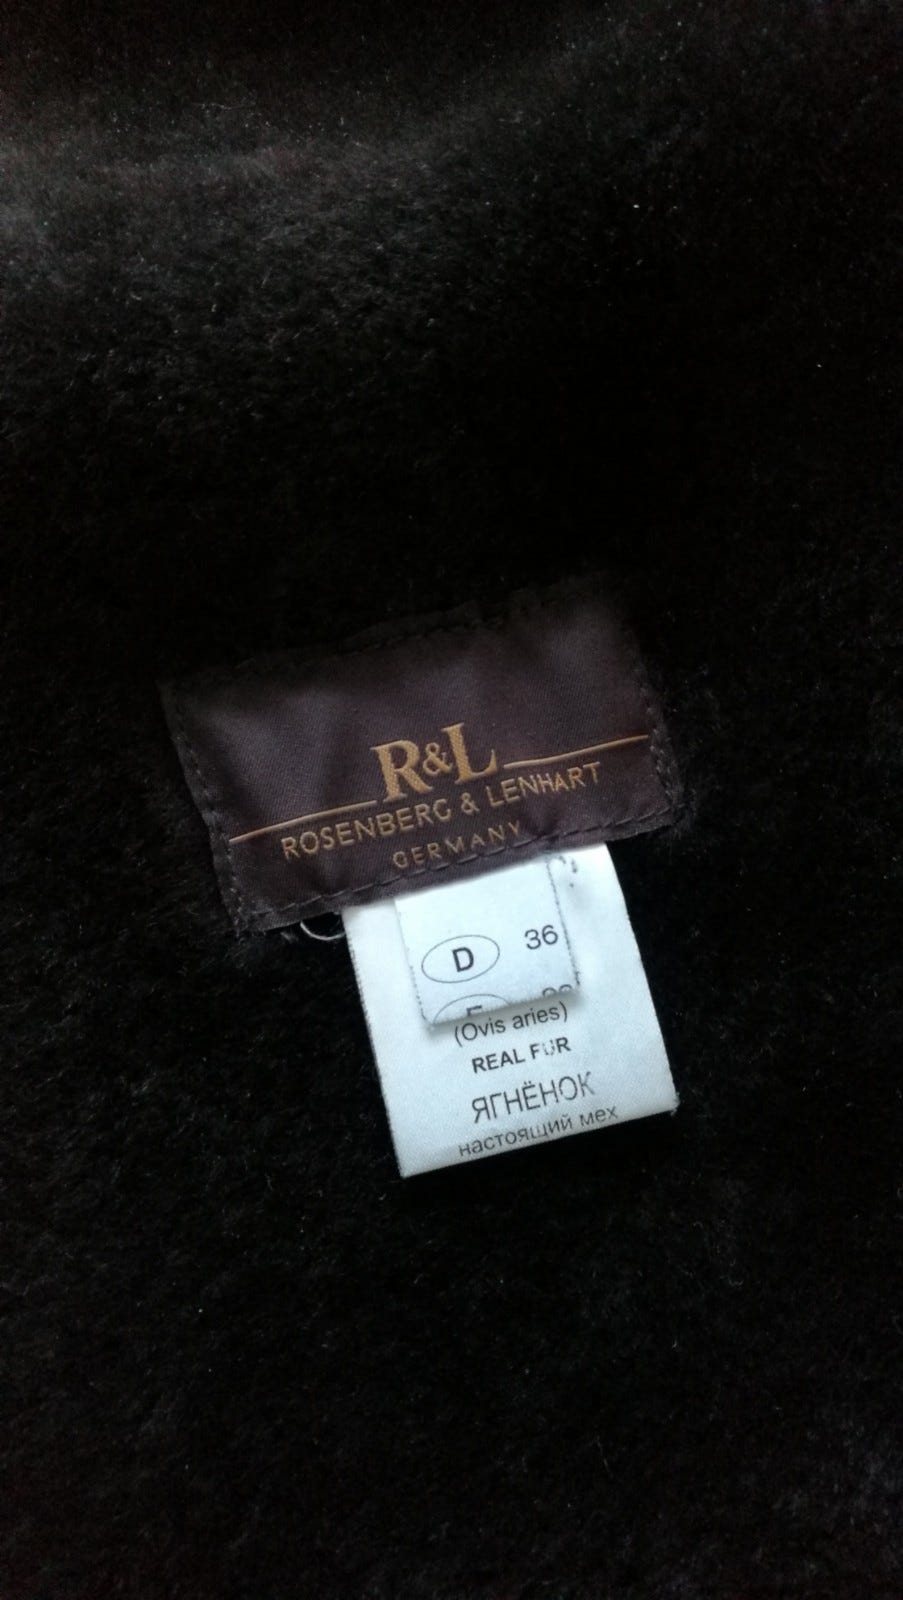 R&L
ROSENBERG & LENHART
GERMANY
D 36
(Ovis aries)
REAL FUR
ЯГНЁНОК
настоящий мех